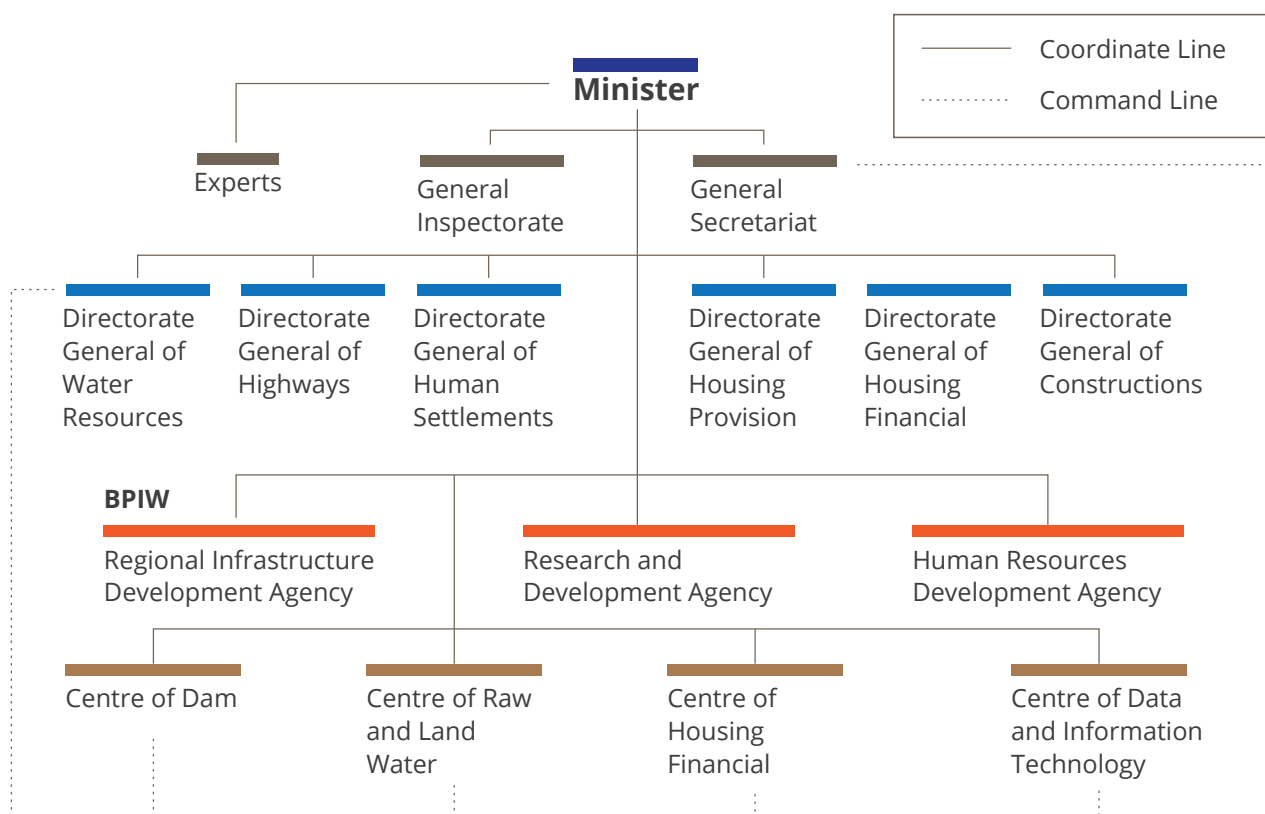 Coordinate Line
Command Line
Minister
Experts
General
Inspectorate
General
Secretariat
Directorate
General of
Water
Resources
Directorate
General of
Highways
Directorate
General of
Human
Settlements
Directorate
General of
Housing
Provision
Directorate
General of
Housing
Financial
Directorate
General of
Constructions
BPIW
Regional Infrastructure
Development Agency
Research and
Development Agency
Human Resources
Development Agency
Centre of Dam
Centre of Raw
and Land
Water
Centre of
Housing
Financial
Centre of Data
and Information
Technology